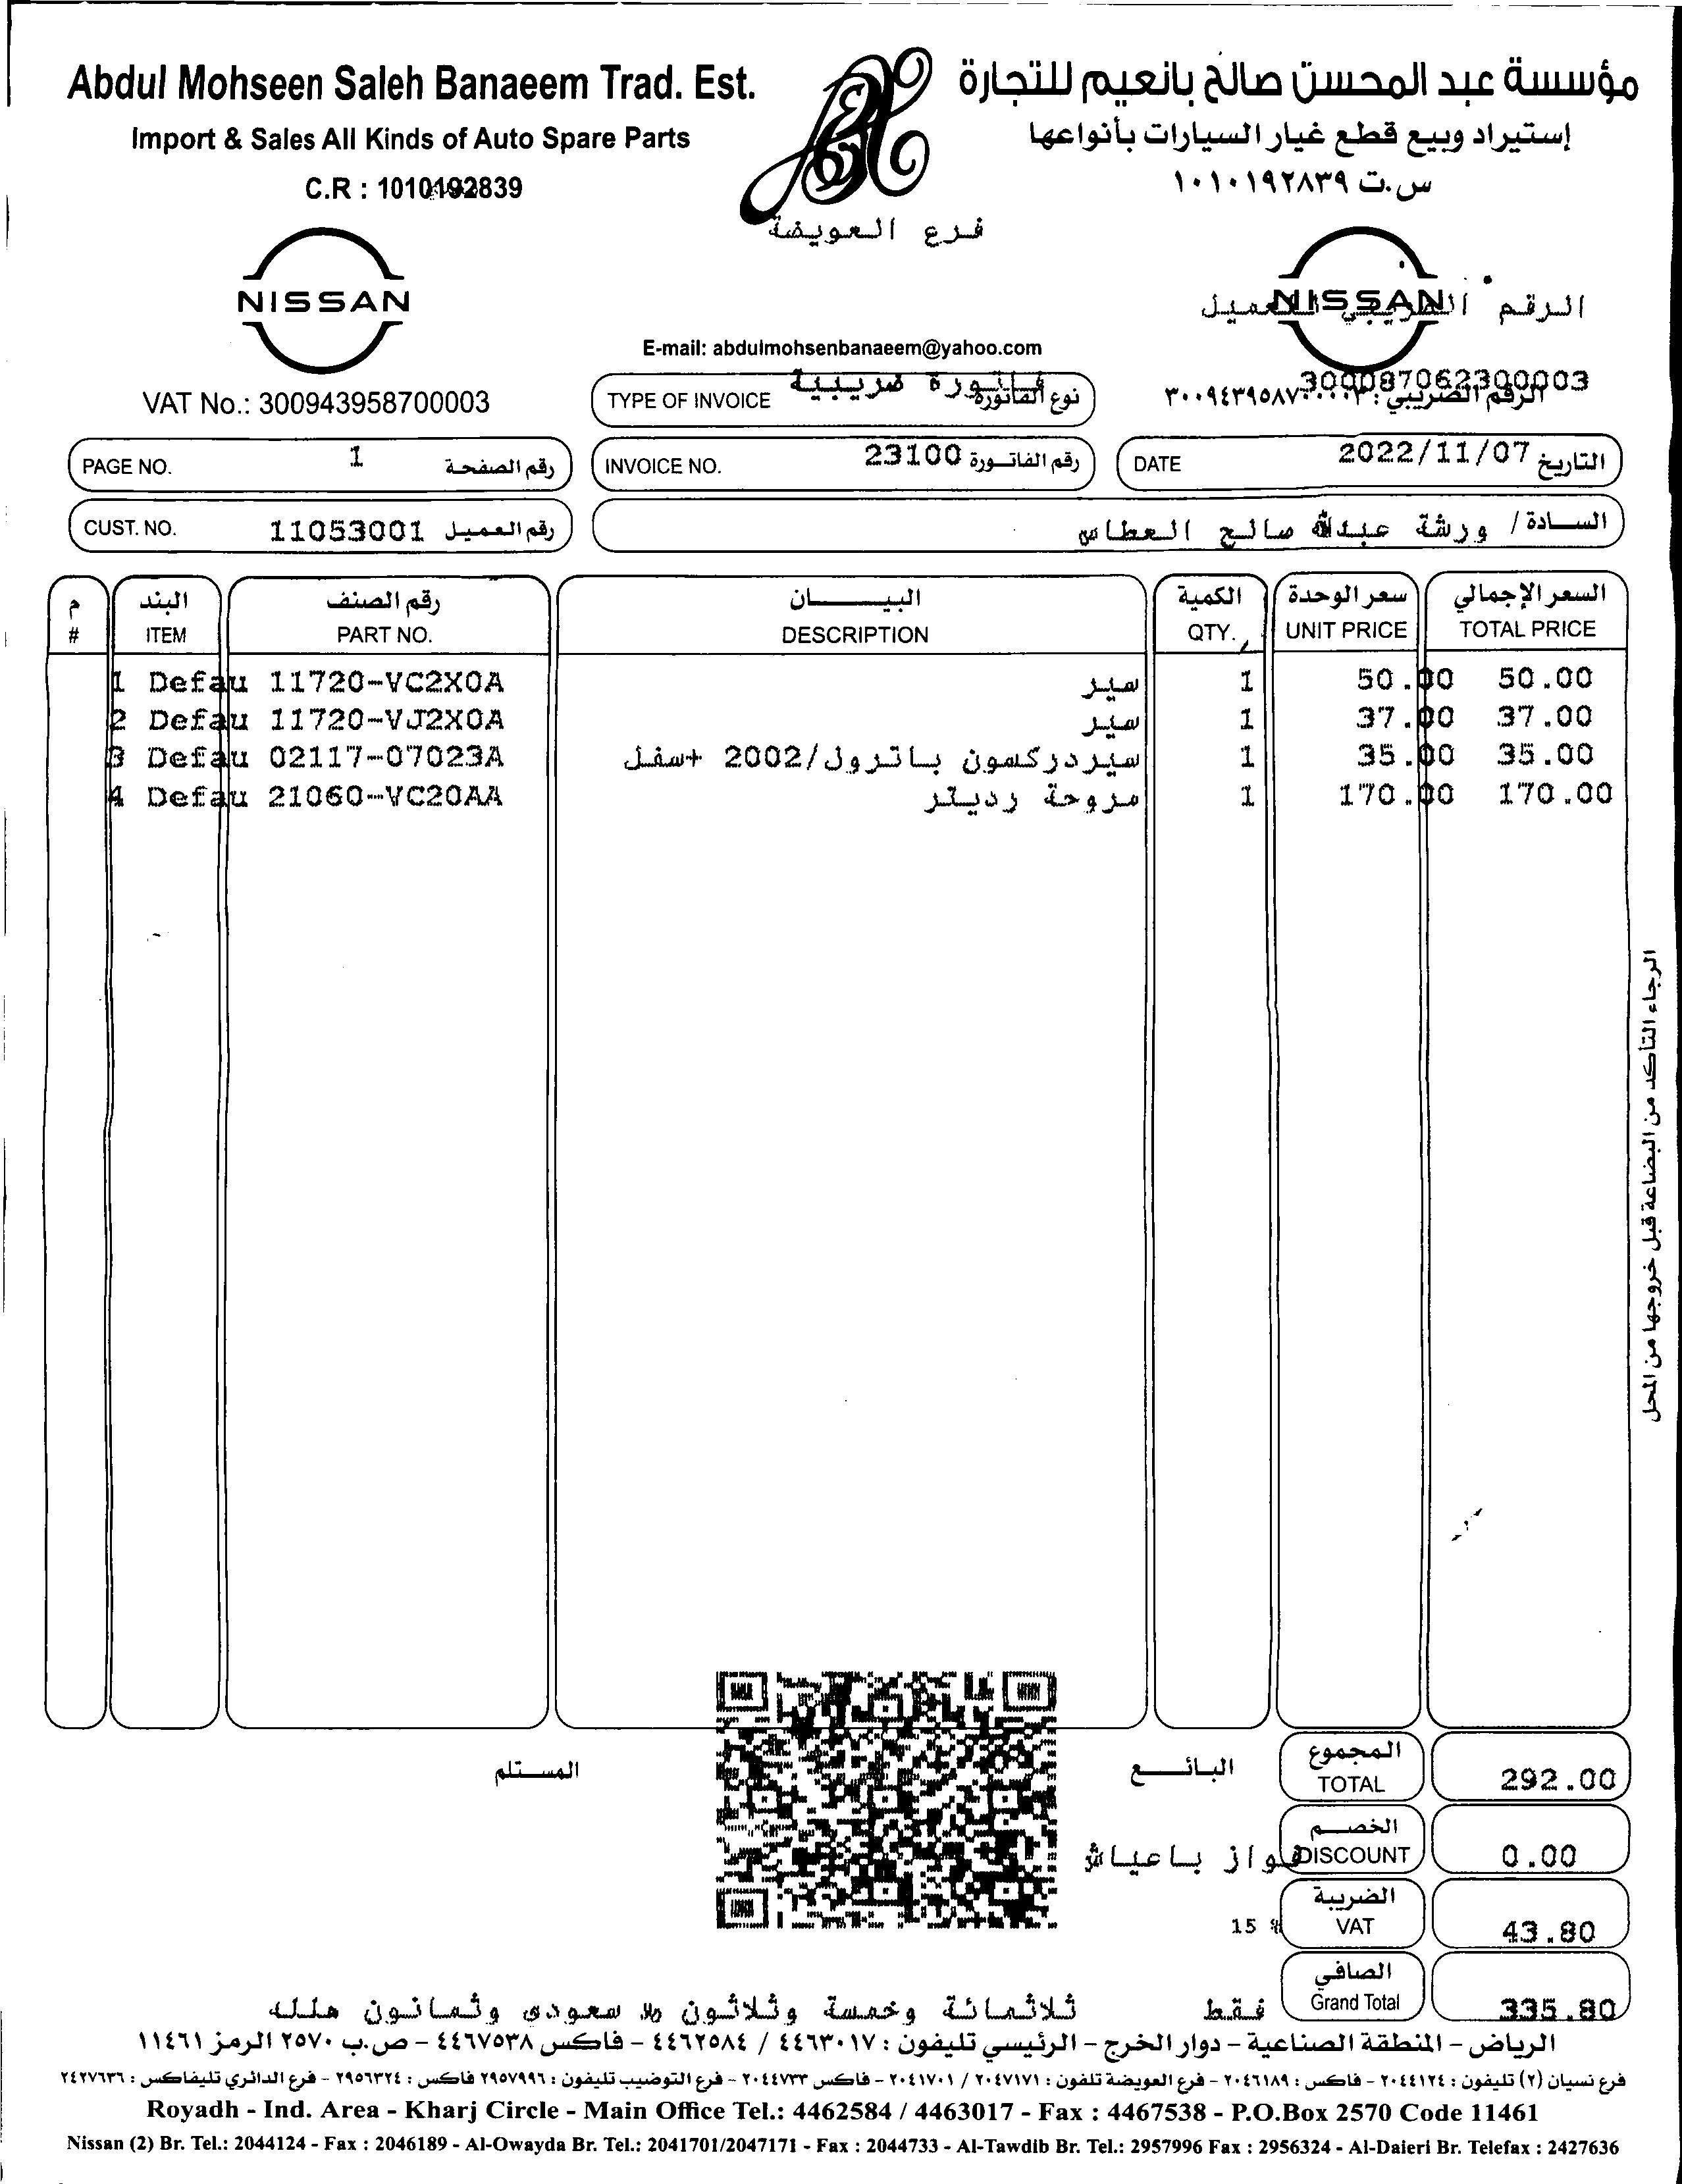 Abdul Mohseen Saleh Banaeem Trad. Est.
Import & Sales All Kinds of Auto Spare Parts
C.R : 1010192839
مؤسسة عبد المحسن صالح بانعيم للتجارة
إستيراد وبيع قطع غيار السيارات بأنواعها
س.ت ١٠١٠١٩٢٨٣٩
فرع العويضة
NISSAN
NISSAN
الرقم الضريبي للعميل
E-mail: abdulmohsenbanaeem@yahoo.com
300087062300003
VAT No.: 300943958700003
TYPE OF INVOICE فاتورة ضريبية نوع الفاتورة
الرقم الضريبي : ٣٠٠٩٤٣٩٥٨٧٠٠٠٠٣
PAGE NO. 1 رقم الصفحة
INVOICE NO. 23100 رقم الفاتــورة
DATE 2022/11/07 التاريخ
CUST. NO. 11053001 رقم العميل
السـادة / ورشة عبدالله صالح العطاس
م البند رقم الصنف البيـــان الكمية سعر الوحدة السعر الإجمالي
# ITEM PART NO. DESCRIPTION QTY. UNIT PRICE TOTAL PRICE
1 Defau 11720-VC2X0A سير 1 50.00 50.00
2 Defau 11720-VJ2X0A سير 1 37.00 37.00
3 Defau 02117-07023A سيردركسون باترول/2002 +سفل 1 35.00 35.00
4 Defau 21060-VC20AA مروحة رديتر 1 170.00 170.00
الرجاء التأكد من البضاعة قبل خروجها من المحل
المستلم
البائـــع
المجموع
TOTAL 292.00
الخصم
فواز باعياش
DISCOUNT 0.00
الضريبة
15 % VAT 43.80
الصافي
Grand Total 335.80
فقط ثلاثمائة وخمسة وثلاثون ريال سعودى وثمانون هللة
الرياض – المنطقة الصناعية – دوار الخرج – الرئيسي تليفون : ٤٤٦٣٠١٧ / ٤٤٦٢٥٨٤ – فاكس ٤٤٦٧٥٣٨ – ص.ب ٢٥٧٠ الرمز ١١٤٦١
فرع نسيان (٢) تليفون : ٢٠٤٤١٢٤ – فاكس : ٢٠٤٦١٨٩ – فرع العويضة تلفون : ٢٠٤٧١٧١ / ٢٠٤١٧٠١ – فاكس ٢٠٤٤٧٣٣ – فرع التوضيب تليفون : ٢٩٥٧٩٩٦ فاكس : ٢٩٥٦٣٢٤ – فرع الدائري تليفاكس : ٢٤٢٧٦٣٦
Royadh - Ind. Area - Kharj Circle - Main Office Tel.: 4462584 / 4463017 - Fax : 4467538 - P.O.Box 2570 Code 11461
Nissan (2) Br. Tel.: 2044124 - Fax : 2046189 - Al-Owayda Br. Tel.: 2041701/2047171 - Fax : 2044733 - Al-Tawdib Br. Tel.: 2957996 Fax : 2956324 - Al-Daieri Br. Telefax : 2427636